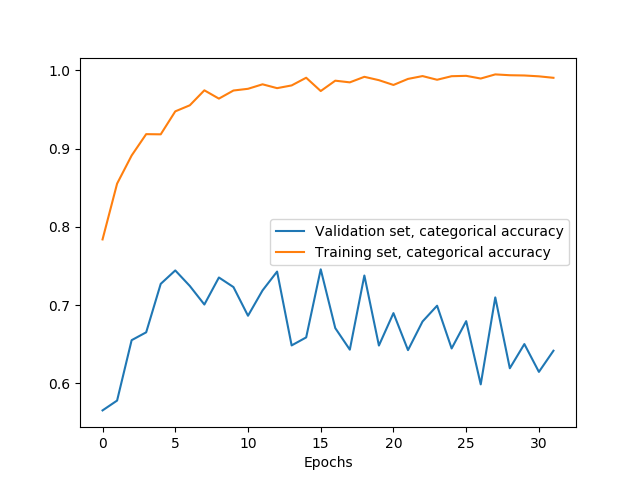 1.0
0.9
0.8
0.7
0.6
Validation set, categorical accuracy
Training set, categorical accuracy
0 5 10 15 20 25 30
Epochs